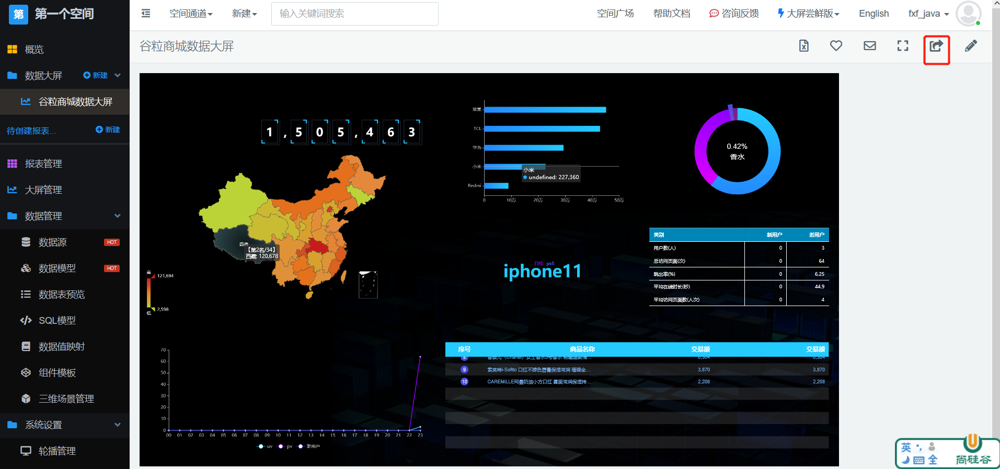 第 第一个空间
空间通道 新建 输入关键词搜索 空间广场 帮助文档 咨询反馈 大屏尝鲜版 English fxf_java
概览
数据大屏 新建
谷粒商城数据大屏
待创建报表... 新建
报表管理
大屏管理
数据管理
数据源 HOT
数据模型 HOT
数据表预览
SQL模型
数据值映射
组件模板
三维场景管理
系统设置
轮播管理
谷粒商城数据大屏
1,505,463
西藏
【第2名/34】
西藏: 120,678
高
121,694
2,598
低
苹果
TCL
华为
小米
Redmi
小米
undefined: 227,360
0 10万 20万 30万 40万 50万
0.42%
香水
口红 ps5
iphone11
类别 新用户 老用户
用户数(人) 0 3
总访问页面(次) 0 64
跳出率(%) 0 6.25
平均在线时长(秒) 0 44.9
平均访问页面数(人次) 0 4
70
60
50
40
30
20
10
0
00 01 02 03 04 05 06 07 08 09 10 11 12 13 14 15 16 17 18 19 20 21 22 23
uv pv 新用户
序号 商品名称 交易额 交易额
9 索芙特i-Softto 口红不掉色唇膏保湿滋润 璀璨全... 3,870 3,870
10 CAREMiLLE珂曼奶油小方口红 雾面滋润保湿持... 2,208 2,208
英 全
尚硅谷